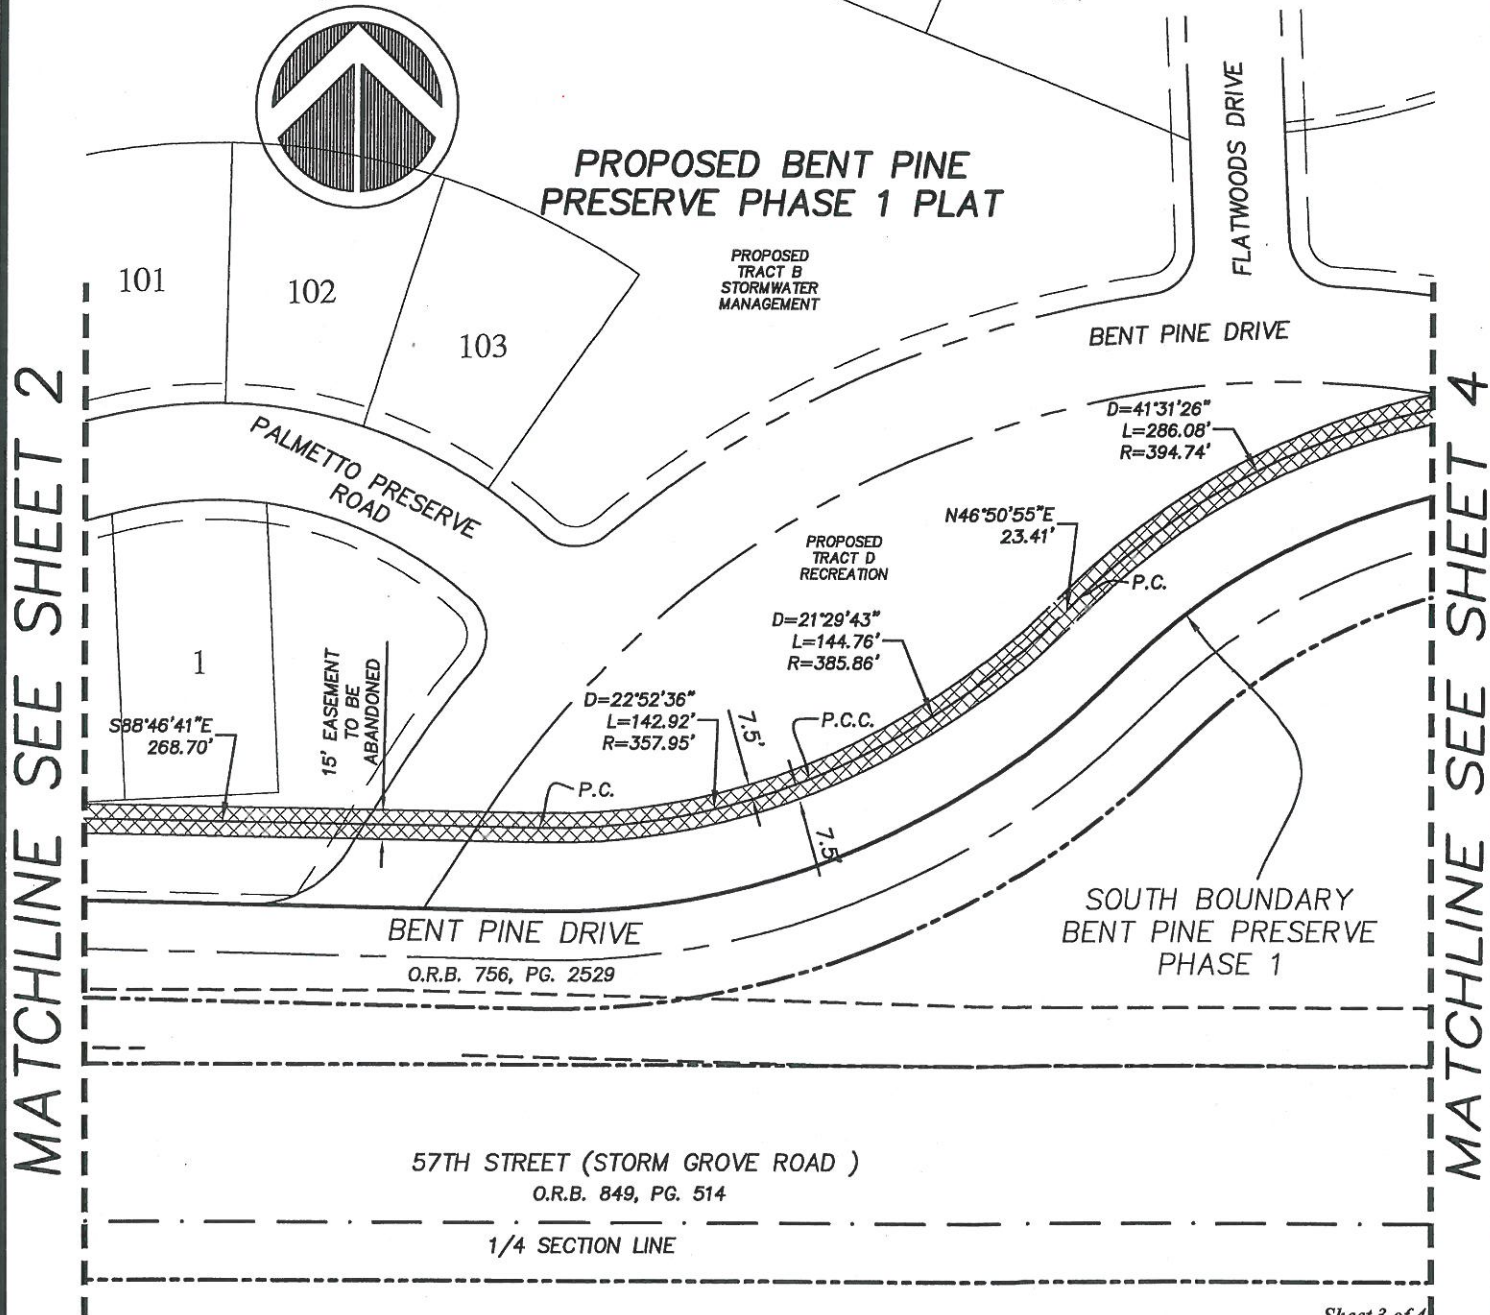 PROPOSED BENT PINE
PRESERVE PHASE 1 PLAT
FLATWOODS DRIVE
PROPOSED
TRACT B
STORMWATER
MANAGEMENT
101
102
103
BENT PINE DRIVE
MATCHLINE SEE SHEET 2
MATCHLINE SEE SHEET 4
D=41°31'26"
L=286.08'
R=394.74'
PALMETTO PRESERVE
ROAD
N46°50'55"E
23.41'
PROPOSED
TRACT D
RECREATION
P.C.
D=21°29'43"
L=144.76'
R=385.86'
1
15' EASEMENT
TO BE
ABANDONED
D=22°52'36"
L=142.92'
R=357.95'
7.5'
P.C.C.
S88°46'41"E
268.70'
P.C.
7.5'
SOUTH BOUNDARY
BENT PINE PRESERVE
PHASE 1
BENT PINE DRIVE
O.R.B. 756, PG. 2529
57TH STREET (STORM GROVE ROAD )
O.R.B. 849, PG. 514
1/4 SECTION LINE
Sheet 3 of 4